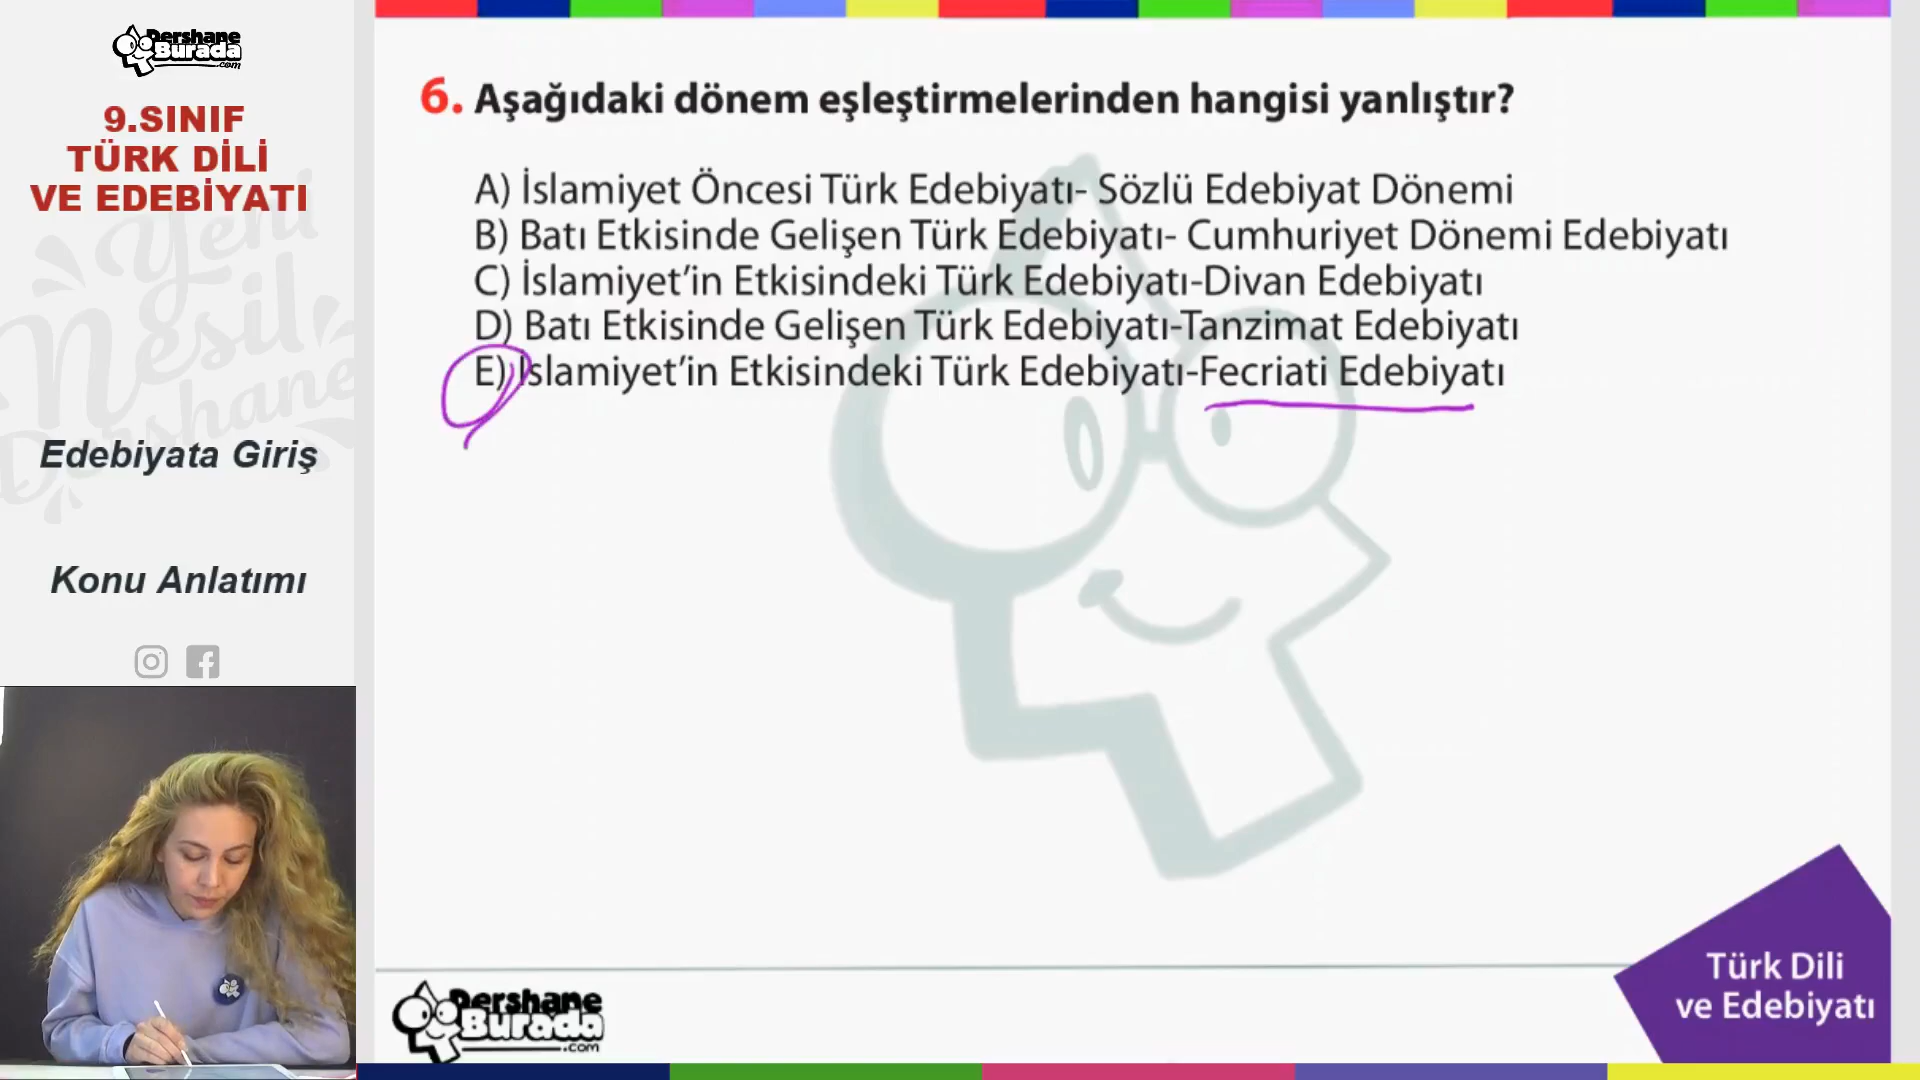 Dershane
Burada
.com
9.SINIF
TÜRK DİLİ
VE EDEBİYATI
Yeni
Nesil
Dershane
Edebiyata Giriş
Konu Anlatımı
6. Aşağıdaki dönem eşleştirmelerinden hangisi yanlıştır?
A) İslamiyet Öncesi Türk Edebiyatı- Sözlü Edebiyat Dönemi
B) Batı Etkisinde Gelişen Türk Edebiyatı- Cumhuriyet Dönemi Edebiyatı
C) İslamiyet’in Etkisindeki Türk Edebiyatı-Divan Edebiyatı
D) Batı Etkisinde Gelişen Türk Edebiyatı-Tanzimat Edebiyatı
E) İslamiyet’in Etkisindeki Türk Edebiyatı-Fecriati Edebiyatı
Dershane
Burada
.com
Türk Dili
ve Edebiyatı